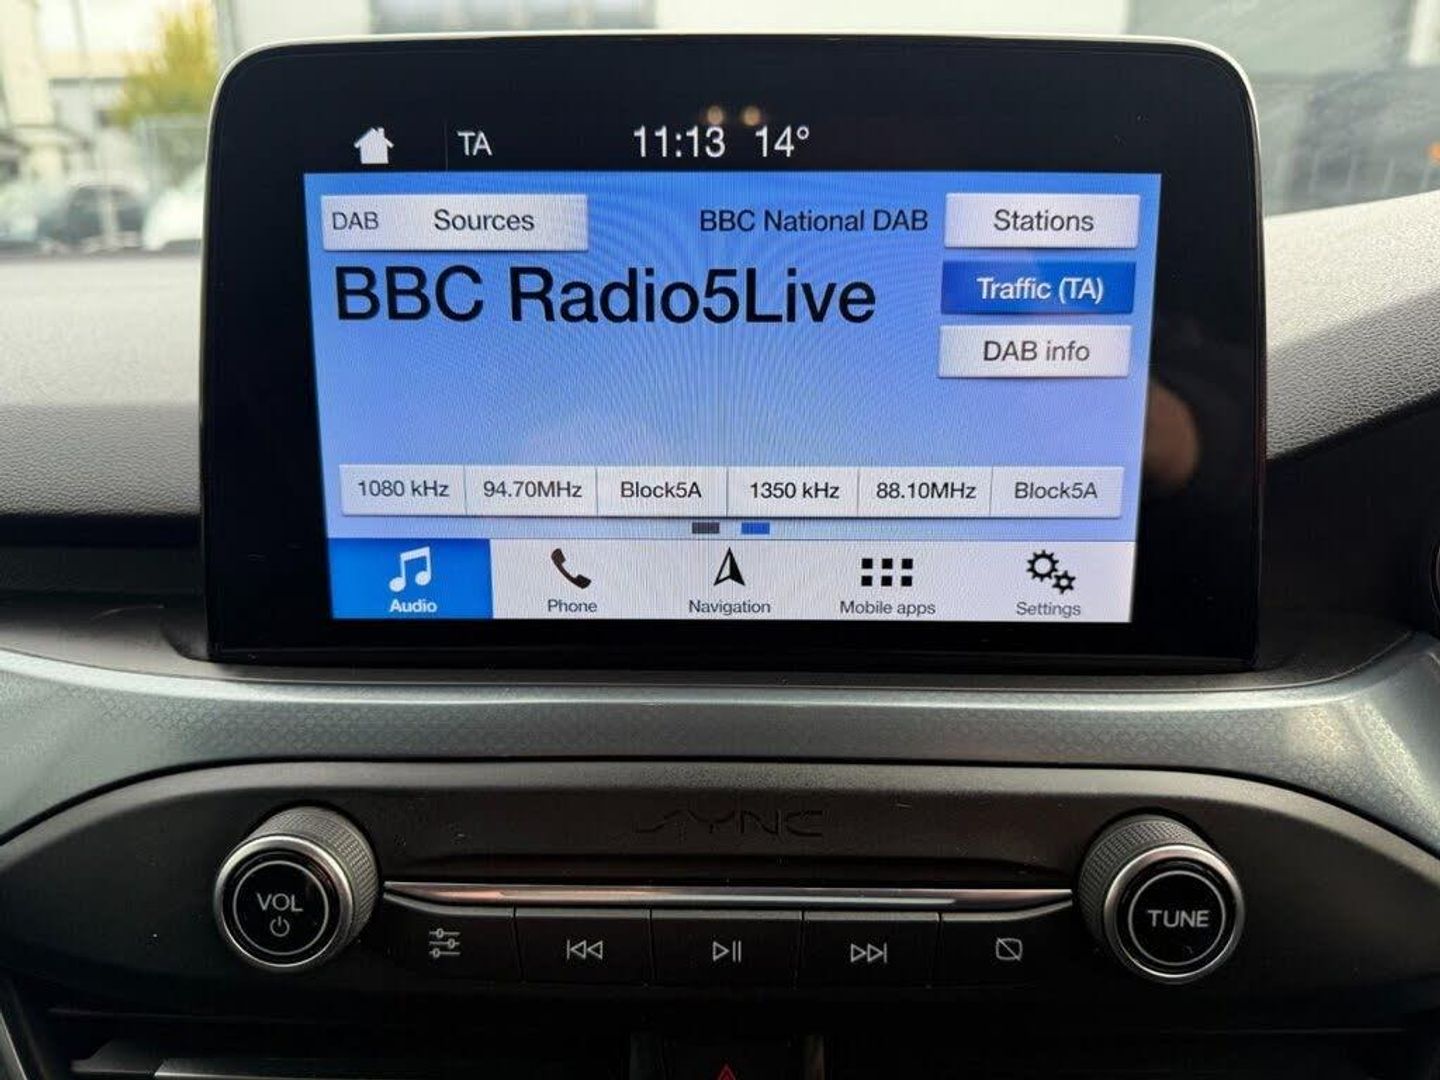 TA 11:13 14°
DAB Sources BBC National DAB Stations
BBC Radio5Live
Traffic (TA)
DAB info
1080 kHz 94.70MHz Block5A 1350 kHz 88.10MHz Block5A
Audio Phone Navigation Mobile apps Settings
SYNC
VOL
TUNE